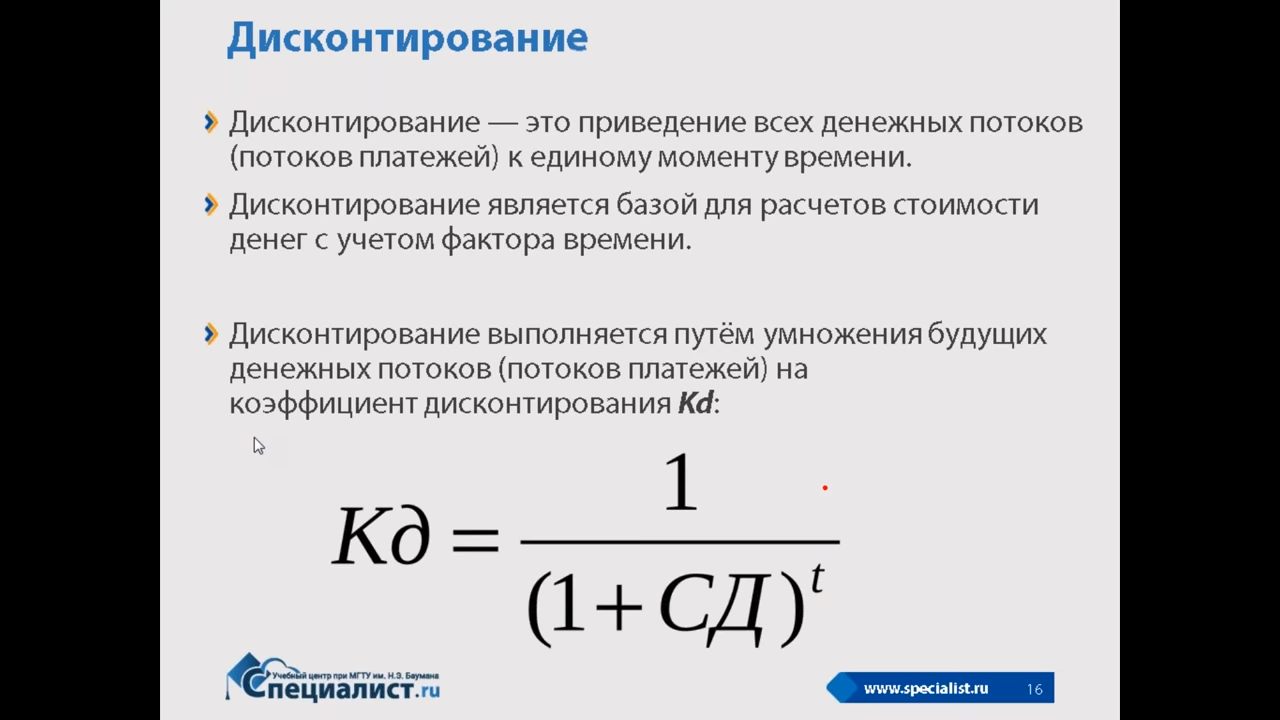 Дисконтирование
Дисконтирование — это приведение всех денежных потоков
(потоков платежей) к единому моменту времени.
Дисконтирование является базой для расчетов стоимости
денег с учетом фактора времени.
Дисконтирование выполняется путём умножения будущих
денежных потоков (потоков платежей) на
коэффициент дисконтирования Kd:
Кд = 1 / (1+СД)^t
Учебный центр при МГТУ им. Н.Э. Баумана
Специалист.ru
www.specialist.ru 16